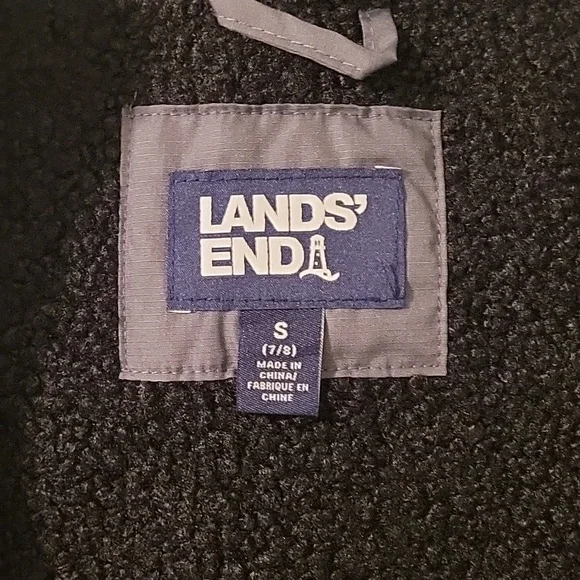 LANDS'
END
S
(7/8)
MADE IN
CHINA/
FABRIQUE EN
CHINE